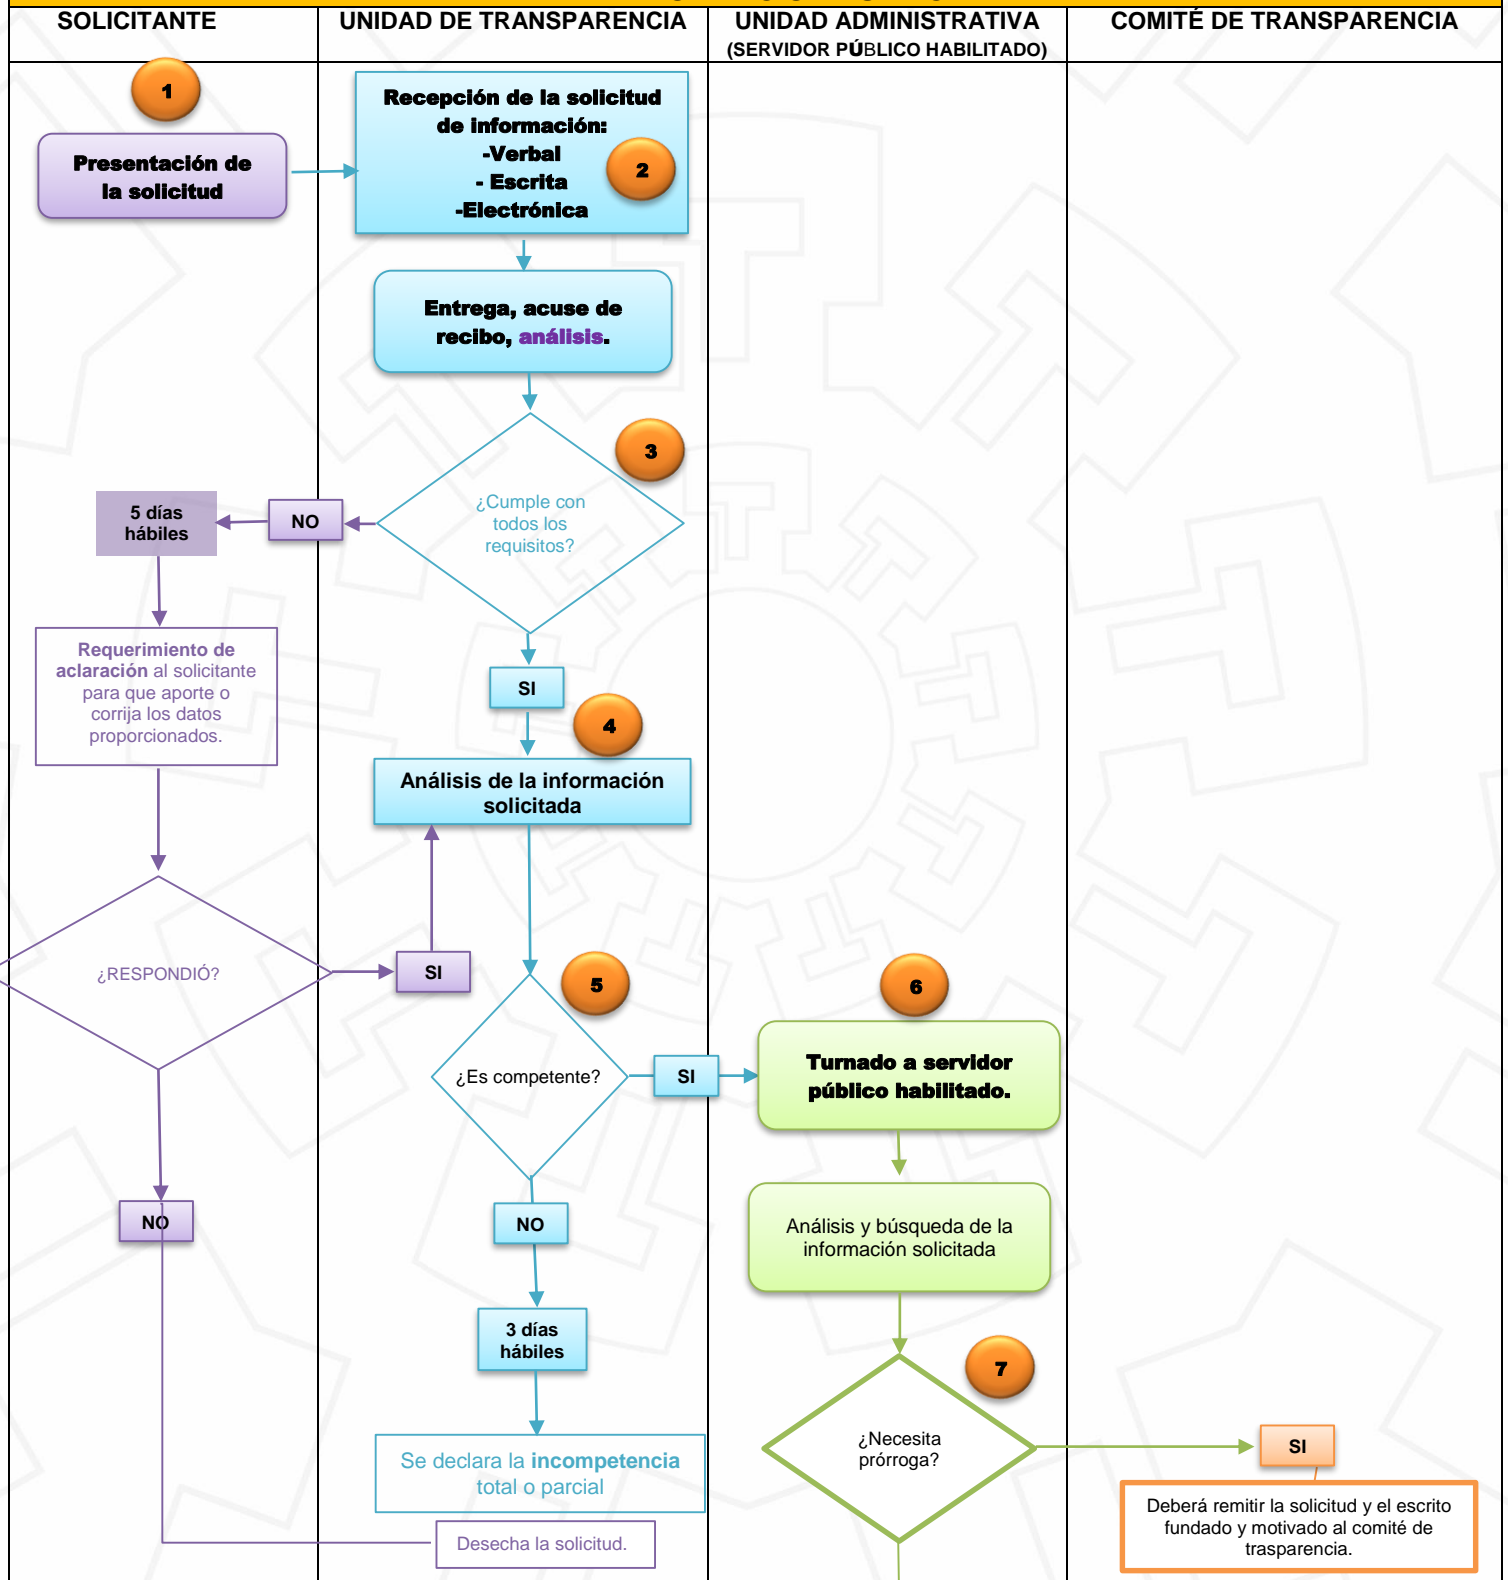 SOLICITANTE
UNIDAD DE TRANSPARENCIA
UNIDAD ADMINISTRATIVA
(SERVIDOR PÚBLICO HABILITADO)
COMITÉ DE TRANSPARENCIA
1
Presentación de
la solicitud
Recepción de la solicitud
de información:
-Verbal
- Escrita
-Electrónica
2
Entrega, acuse de
recibo, análisis.
3
¿Cumple con
todos los
requisitos?
NO
5 días
hábiles
Requerimiento de
aclaración al solicitante
para que aporte o
corrija los datos
proporcionados.
SI
4
Análisis de la información
solicitada
¿RESPONDIÓ?
SI
5
¿Es competente?
SI
6
Turnado a servidor
público habilitado.
NO
NO
Análisis y búsqueda de la
información solicitada
3 días
hábiles
7
¿Necesita
prórroga?
SI
Se declara la incompetencia
total o parcial
Desecha la solicitud.
Deberá remitir la solicitud y el escrito
fundado y motivado al comité de
trasparencia.